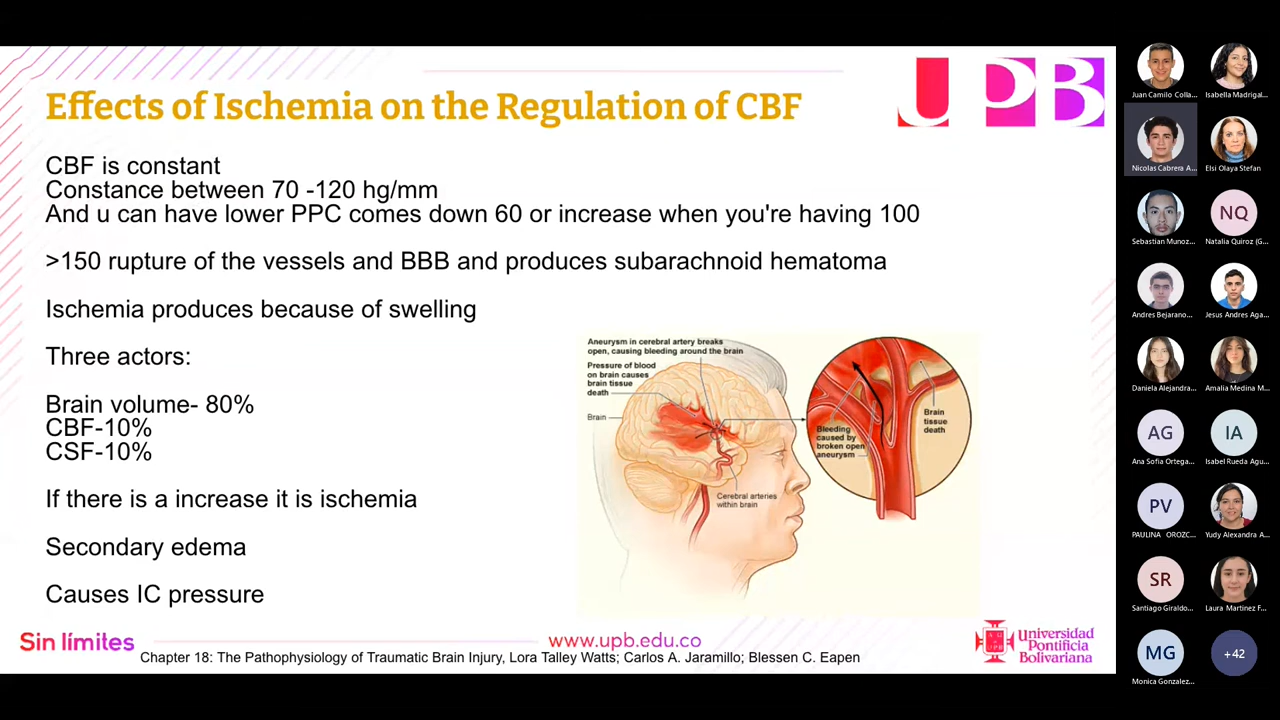 Effects of Ischemia on the Regulation of CBF
UPB
CBF is constant
Constance between 70 -120 hg/mm
And u can have lower PPC comes down 60 or increase when you're having 100
>150 rupture of the vessels and BBB and produces subarachnoid hematoma
Ischemia produces because of swelling
Three actors:
Brain volume- 80%
CBF-10%
CSF-10%
If there is a increase it is ischemia
Secondary edema
Causes IC pressure
Aneurysm in cerebral artery breaks
open, causing bleeding around the brain
Pressure of blood
on brain causes
brain tissue
death
Brain
Bleeding
caused by
broken open
aneurysm
Brain
tissue
death
Cerebral arteries
within brain
Sin límites
www.upb.edu.co
Universidad
Pontificia
Bolivariana
Chapter 18: The Pathophysiology of Traumatic Brain Injury, Lora Talley Watts; Carlos A. Jaramillo; Blessen C. Eapen
Juan Camilo Colla...
Isabella Madrigal...
Nicolas Cabrera A...
Elsi Olaya Stefan
Sebastian Munoz...
NQ
Natalia Quiroz (G...
Andres Bejarano...
Jesus Andres Aga...
Daniela Alejandra...
Amalia Medina M...
AG
Ana Sofia Ortega...
IA
Isabel Rueda Agu...
PV
PAULINA OROZC...
Yudy Alexandra A...
SR
Santiago Giraldo...
Laura Martinez F...
MG
Monica Gonzalez...
+42